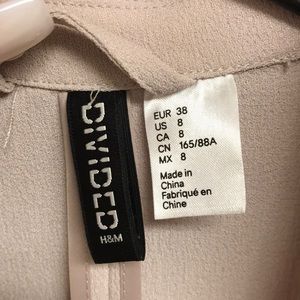 DIVIDED
H&M
EUR 38
US 8
CA 8
CN 165/88A
MX 8
Made in
China
Fabriqué en
Chine